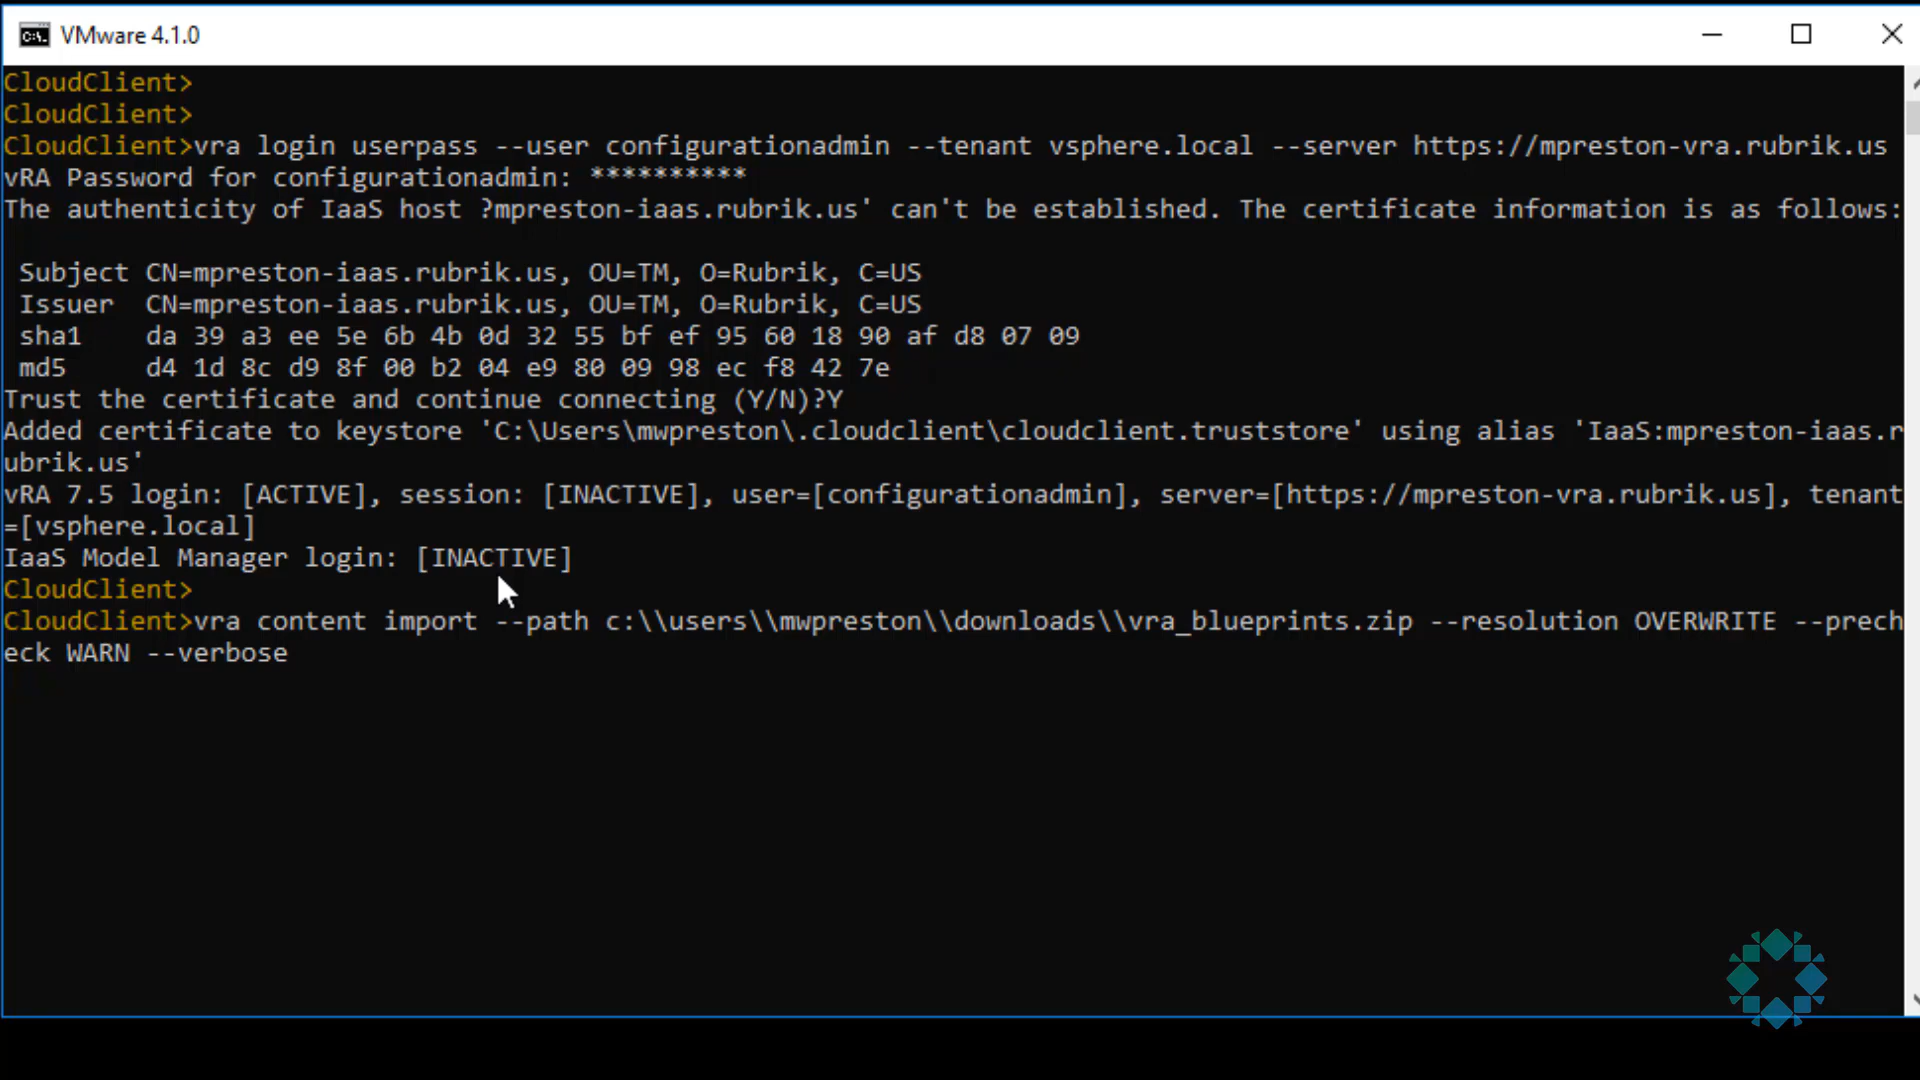 VMware 4.1.0
CloudClient>
CloudClient>
CloudClient>vra login userpass --user configurationadmin --tenant vsphere.local --server https://mpreston-vra.rubrik.us
vRA Password for configurationadmin: **********
The authenticity of IaaS host ?mpreston-iaas.rubrik.us' can't be established. The certificate information is as follows:
Subject CN=mpreston-iaas.rubrik.us, OU=TM, O=Rubrik, C=US
Issuer  CN=mpreston-iaas.rubrik.us, OU=TM, O=Rubrik, C=US
sha1    da 39 a3 ee 5e 6b 4b 0d 32 55 bf ef 95 60 18 90 af d8 07 09
md5     d4 1d 8c d9 8f 00 b2 04 e9 80 09 98 ec f8 42 7e
Trust the certificate and continue connecting (Y/N)?Y
Added certificate to keystore 'C:\Users\mwpreston\.cloudclient\cloudclient.truststore' using alias 'IaaS:mpreston-iaas.r
ubrik.us'
vRA 7.5 login: [ACTIVE], session: [INACTIVE], user=[configurationadmin], server=[https://mpreston-vra.rubrik.us], tenant
=[vsphere.local]
IaaS Model Manager login: [INACTIVE]
CloudClient>
CloudClient>vra content import --path c:\\users\\mwpreston\\downloads\\vra_blueprints.zip --resolution OVERWRITE --prech
eck WARN --verbose